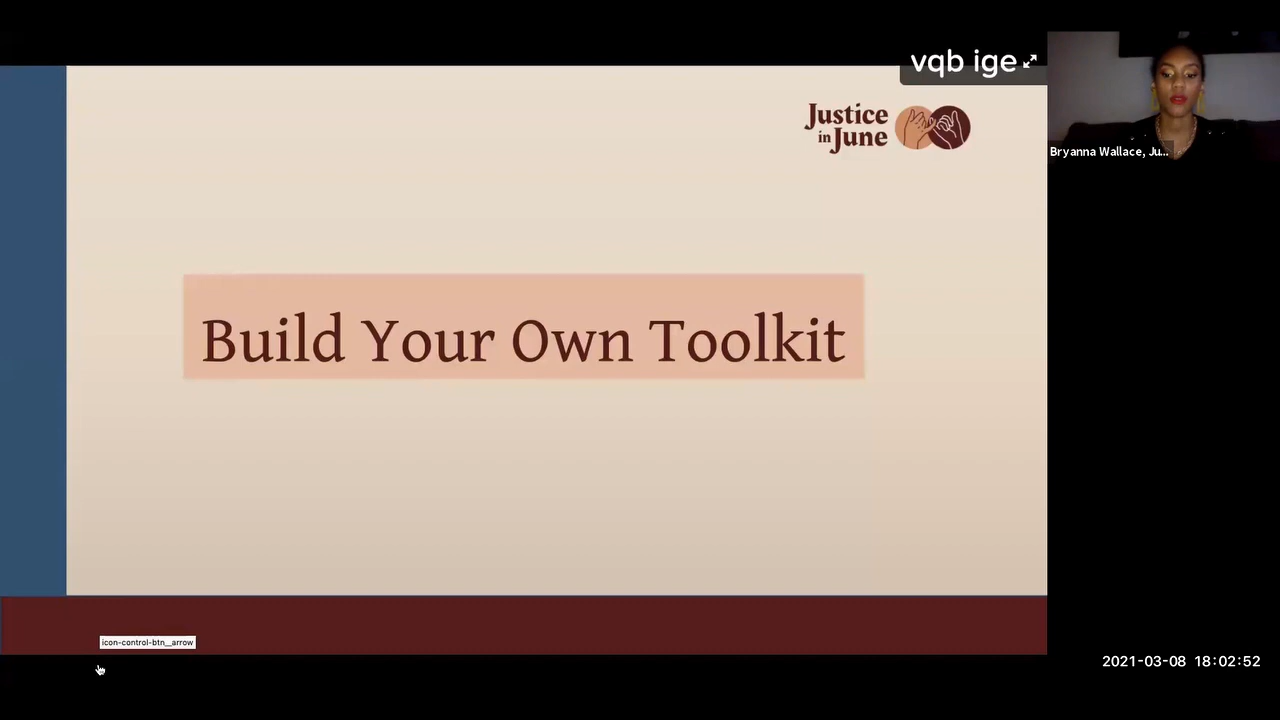 vqb ige
Justice
in June
Bryanna Wallace, Ju...
Build Your Own Toolkit
icon-control-btn__arrow
2021-03-08 18:02:52